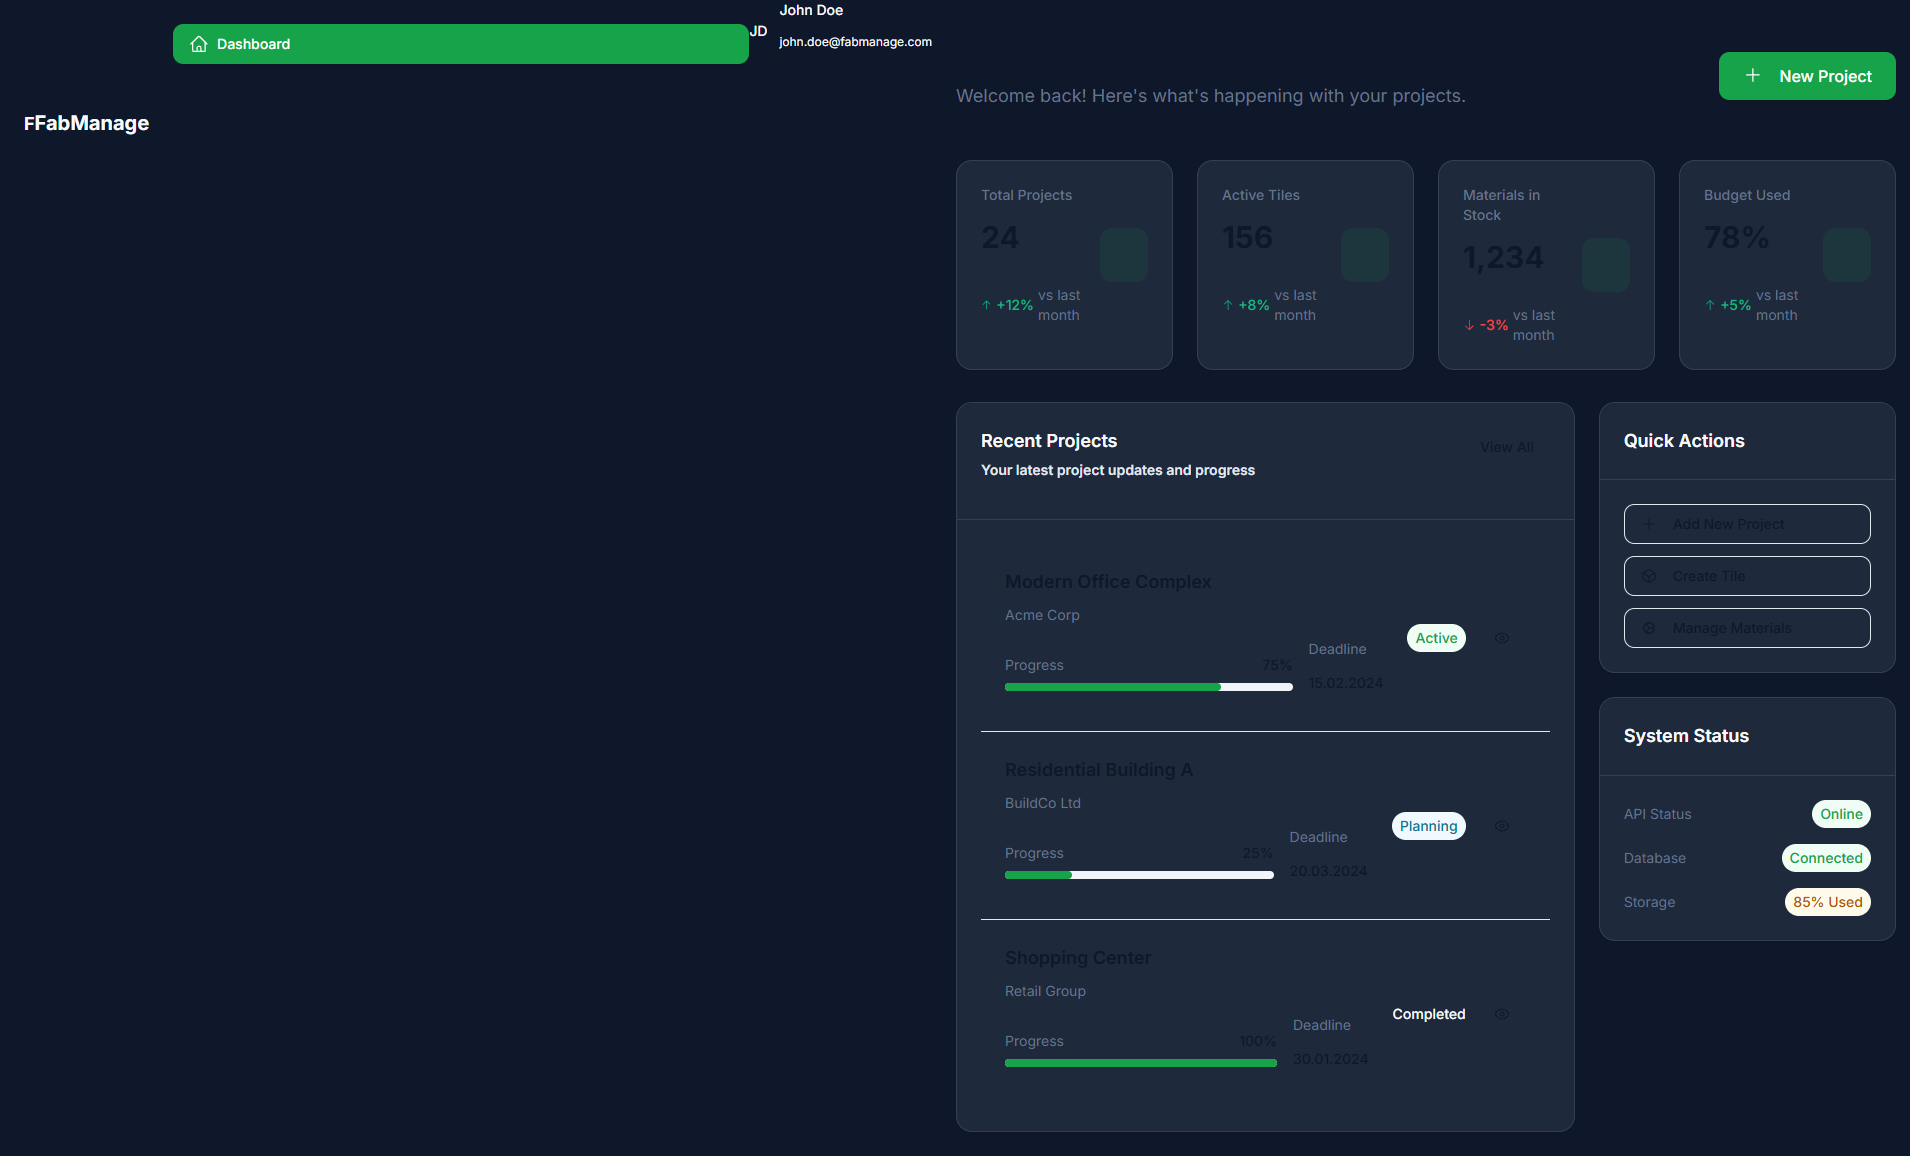 John Doe
JD
john.doe@fabmanage.com
Dashboard
FFabManage
New Project
Welcome back! Here's what's happening with your projects.
Total Projects
24
+12% vs last month
Active Tiles
156
+8% vs last month
Materials in Stock
1,234
-3% vs last month
Budget Used
78%
+5% vs last month
Recent Projects
View All
Your latest project updates and progress
Modern Office Complex
Acme Corp
Progress
75%
Deadline
15.02.2024
Active
Residential Building A
BuildCo Ltd
Progress
25%
Deadline
20.03.2024
Planning
Shopping Center
Retail Group
Progress
100%
Deadline
30.01.2024
Completed
Quick Actions
Add New Project
Create Tile
Manage Materials
System Status
API Status
Online
Database
Connected
Storage
85% Used